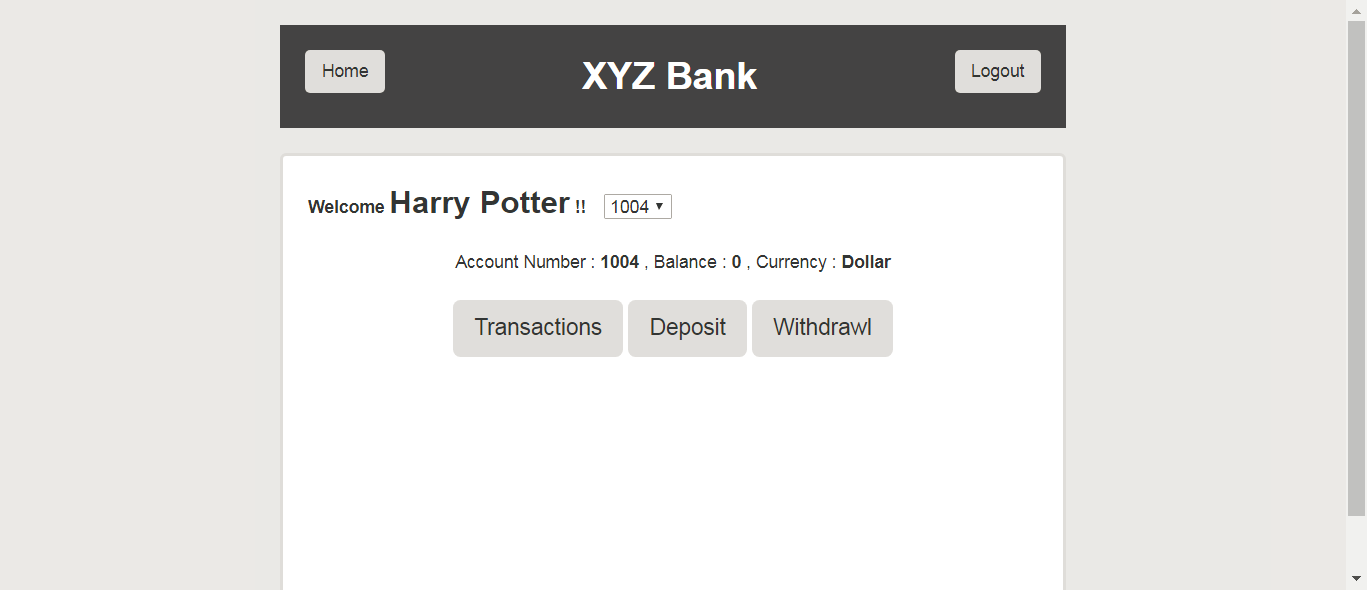 Home XYZ Bank Logout
Welcome Harry Potter !! 1004
Account Number : 1004 , Balance : 0 , Currency : Dollar
Transactions Deposit Withdrawl